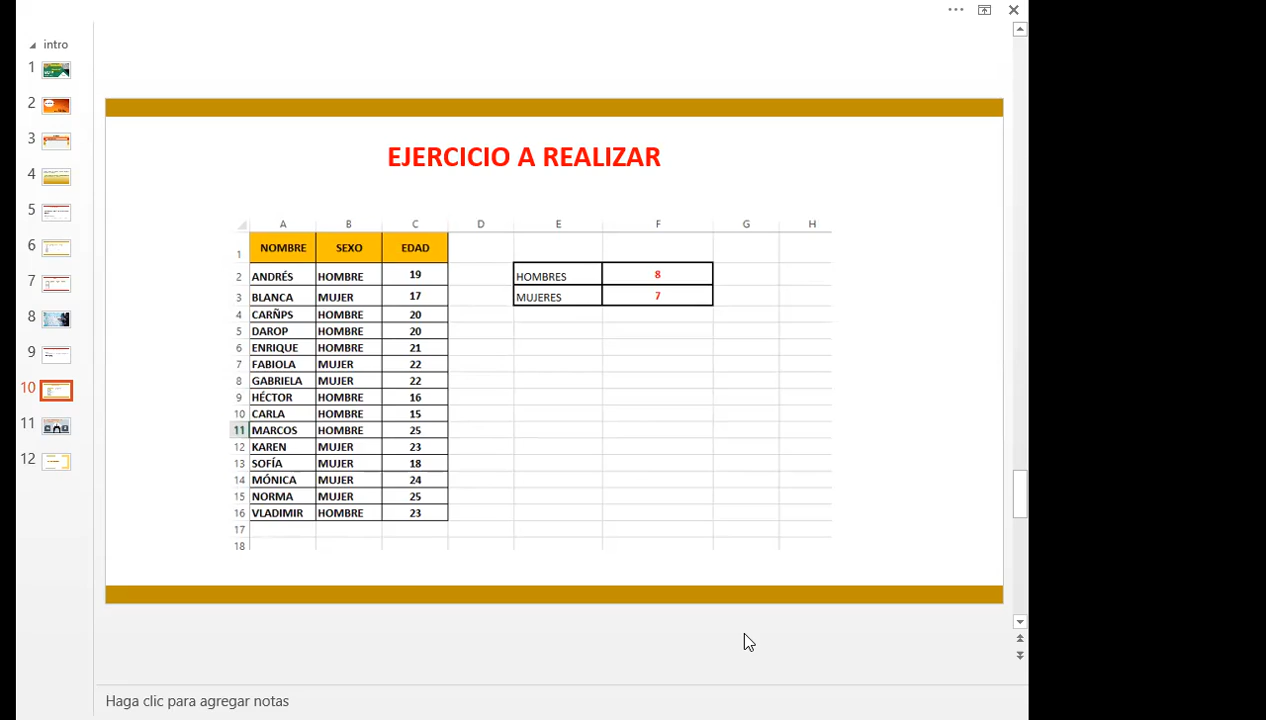 intro
1
2
3
4
5
6
7
8
9
10
11
12
EJERCICIO A REALIZAR
A B C D E F G H
1 NOMBRE SEXO EDAD
2 ANDRÉS HOMBRE 19 HOMBRES 8
3 BLANCA MUJER 17 MUJERES 7
4 CARÑPS HOMBRE 20
5 DAROP HOMBRE 20
6 ENRIQUE HOMBRE 21
7 FABIOLA MUJER 22
8 GABRIELA MUJER 22
9 HÉCTOR HOMBRE 16
10 CARLA HOMBRE 15
11 MARCOS HOMBRE 25
12 KAREN MUJER 23
13 SOFÍA MUJER 18
14 MÓNICA MUJER 24
15 NORMA MUJER 25
16 VLADIMIR HOMBRE 23
17
18
Haga clic para agregar notas